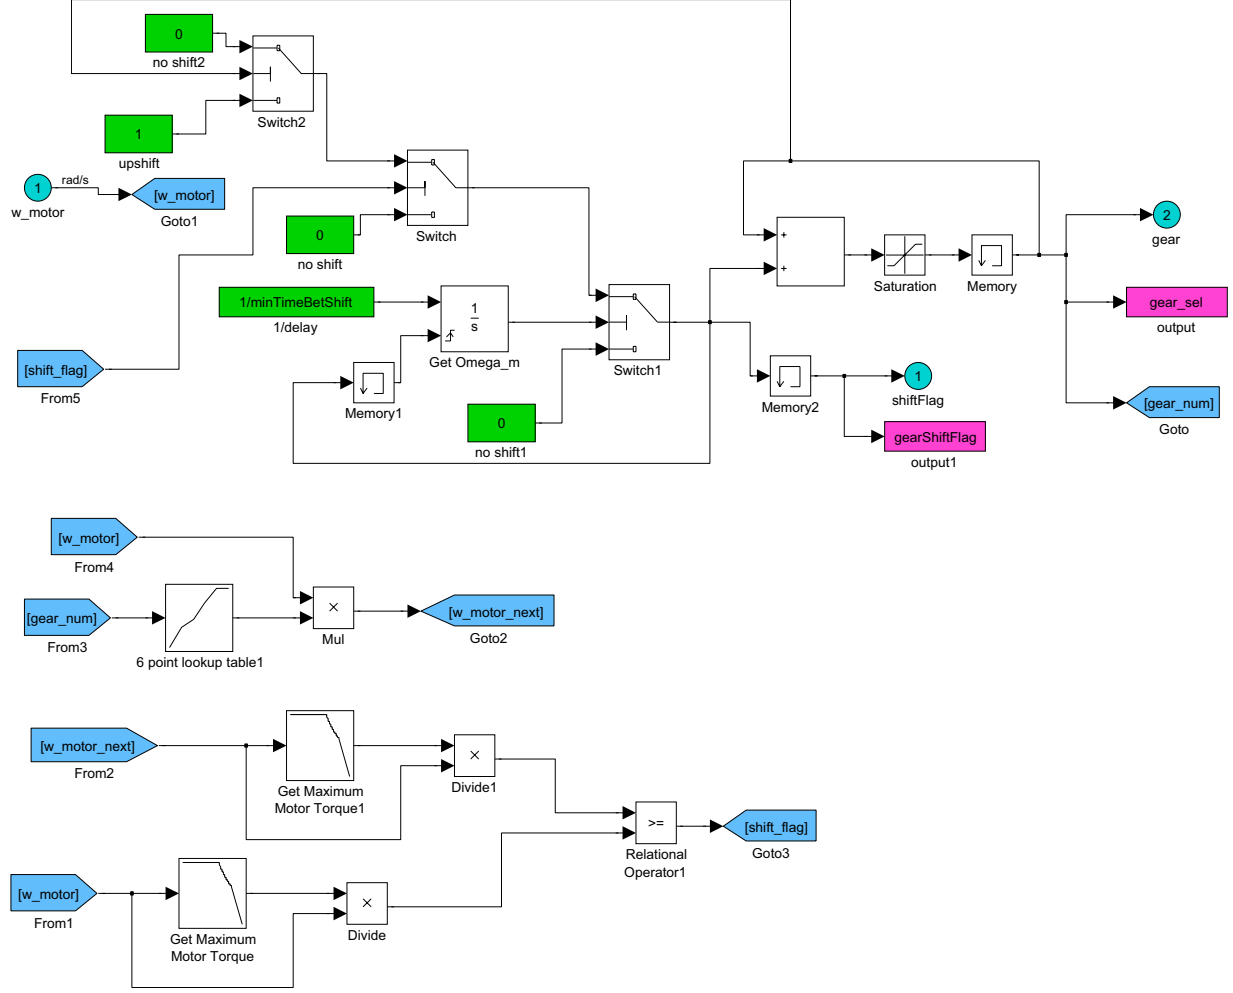 0
no shift2
Switch2
1
upshift
1
rad/s
w_motor
[w_motor]
Goto1
0
no shift
Switch
1/minTimeBetShift
1/delay
1
s
Get Omega_m
[shift_flag]
From5
Memory1
0
no shift1
Switch1
+
+
Saturation
Memory
2
gear
gear_sel
output
[gear_num]
Goto
Memory2
1
shiftFlag
gearShiftFlag
output1
[w_motor]
From4
[gear_num]
From3
6 point lookup table1
×
Mul
[w_motor_next]
Goto2
[w_motor_next]
From2
Get Maximum
Motor Torque1
×
Divide1
>=
Relational
Operator1
[shift_flag]
Goto3
[w_motor]
From1
Get Maximum
Motor Torque
×
Divide